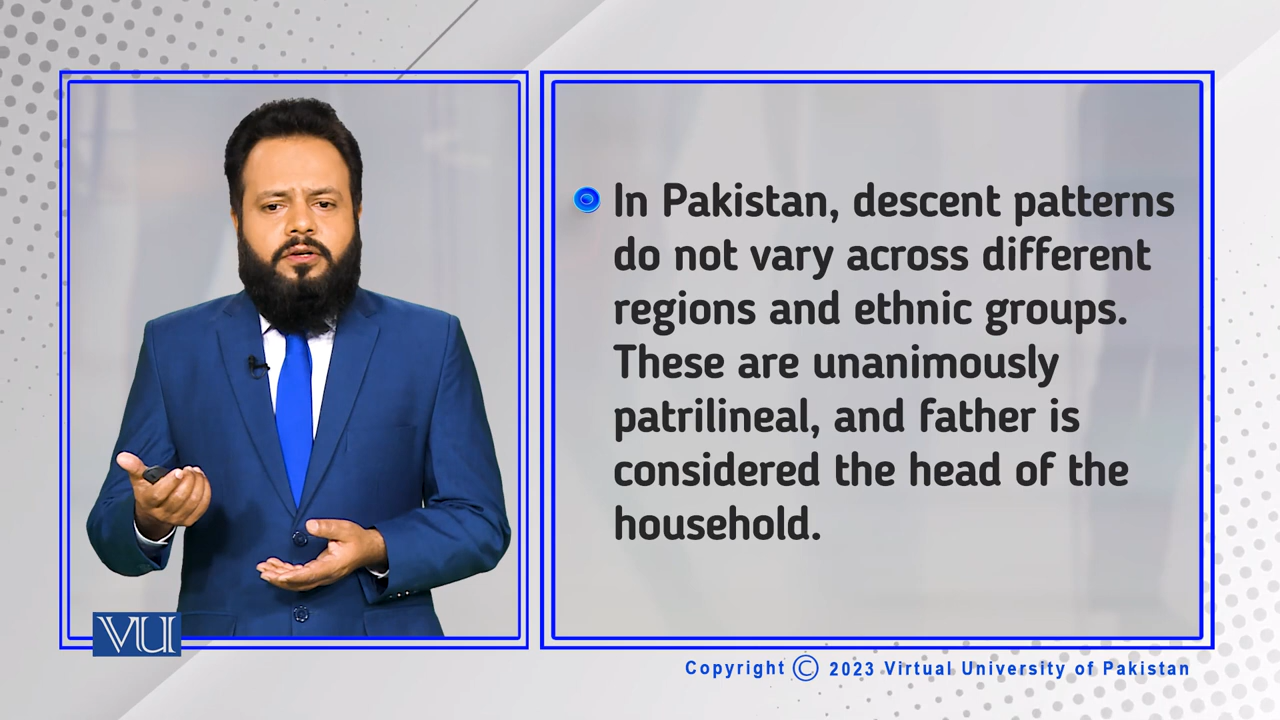 In Pakistan, descent patterns
do not vary across different
regions and ethnic groups.
These are unanimously
patrilineal, and father is
considered the head of the
household.
VU
Copyright © 2023 Virtual University of Pakistan